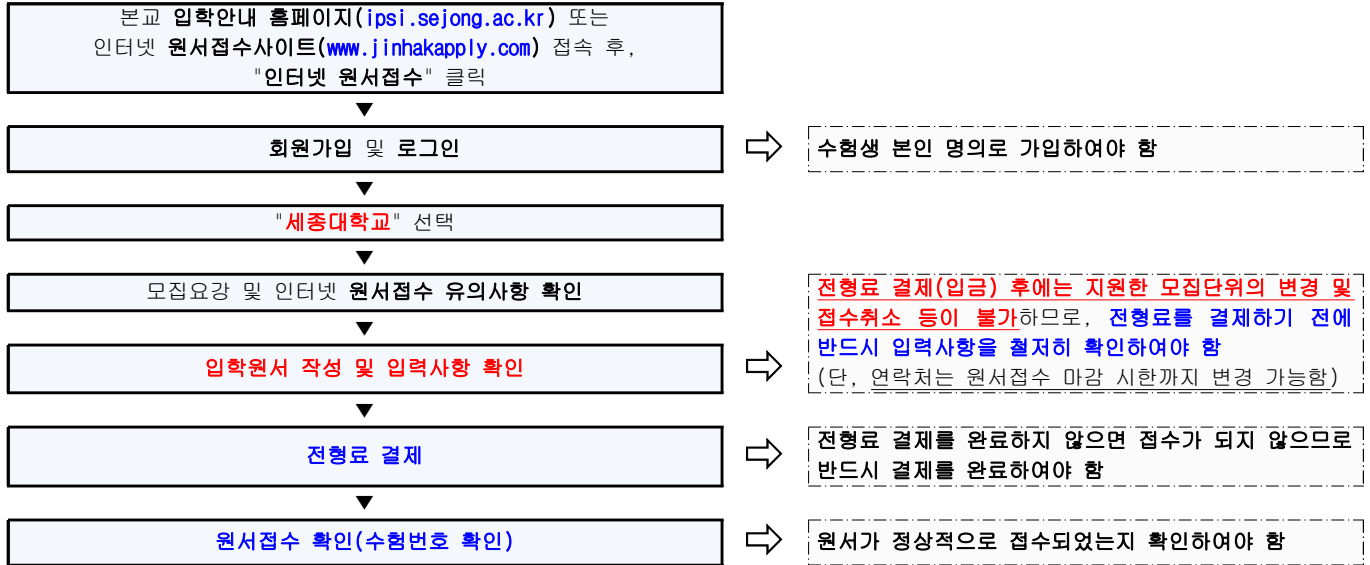 본교 입학안내 홈페이지(ipsi.sejong.ac.kr) 또는
인터넷 원서접수사이트(www.jinhakapply.com) 접속 후,
"인터넷 원서접수" 클릭
▼
회원가입 및 로그인
수험생 본인 명의로 가입하여야 함
▼
"세종대학교" 선택
▼
모집요강 및 인터넷 원서접수 유의사항 확인
▼
입학원서 작성 및 입력사항 확인
전형료 결제(입금) 후에는 지원한 모집단위의 변경 및
접수취소 등이 불가하므로, 전형료를 결제하기 전에
반드시 입력사항을 철저히 확인하여야 함
(단, 연락처는 원서접수 마감 시한까지 변경 가능함)
▼
전형료 결제
전형료 결제를 완료하지 않으면 접수가 되지 않으므로
반드시 결제를 완료하여야 함
▼
원서접수 확인(수험번호 확인)
원서가 정상적으로 접수되었는지 확인하여야 함